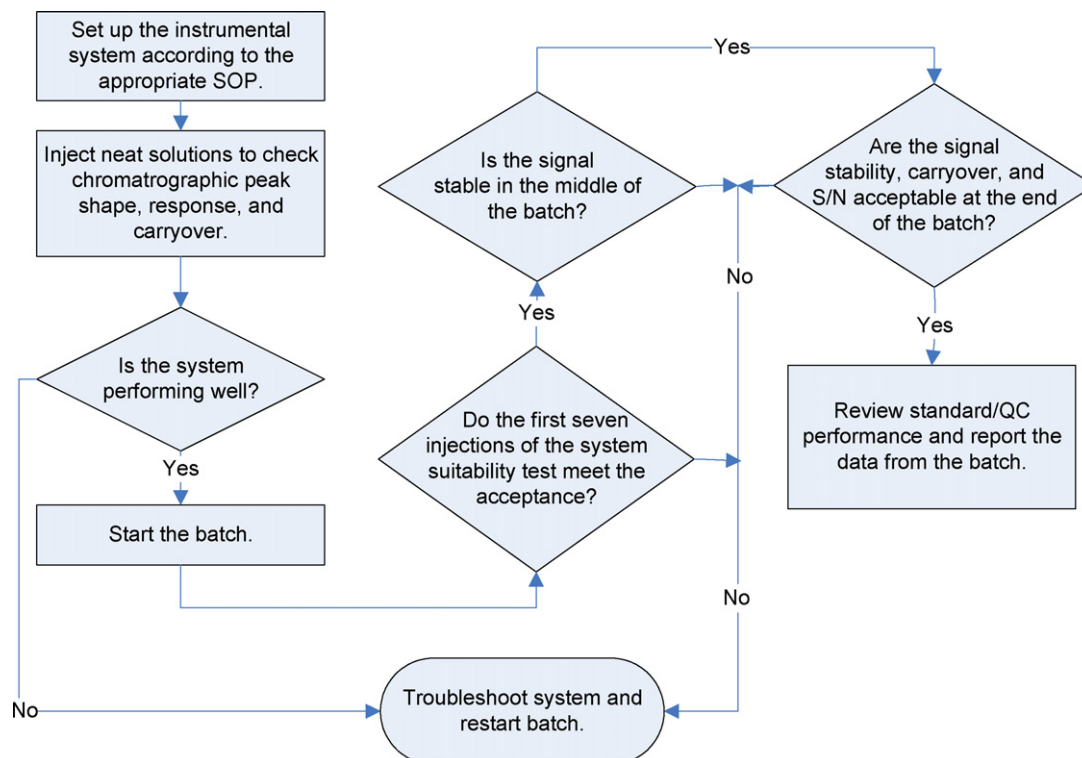 Set up the instrumental
system according to the
appropriate SOP.
Inject neat solutions to check
chromatrographic peak
shape, response, and
carryover.
Is the system
performing well?
Yes
Start the batch.
No
Do the first seven
injections of the system
suitability test meet the
acceptance?
Yes
Is the signal
stable in the middle of
the batch?
Yes
Are the signal
stability, carryover, and
S/N acceptable at the end
of the batch?
No
Yes
Review standard/QC
performance and report the
data from the batch.
No
Troubleshoot system and
restart batch.